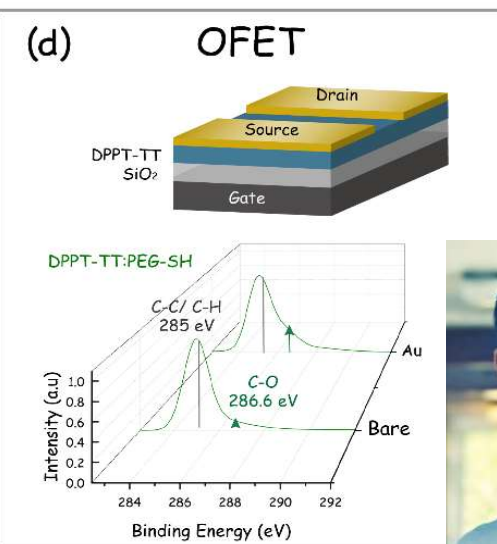 (d) OFET
Drain
Source
DPPT-TT
SiO₂
Gate
DPPT-TT:PEG-SH
C-C/ C-H
285 eV
C-O
286.6 eV
Au
Bare
Intensity (a.u)
1.0
0.8
0.6
0.4
0.2
0.0
284 286 288 290 292
Binding Energy (eV)